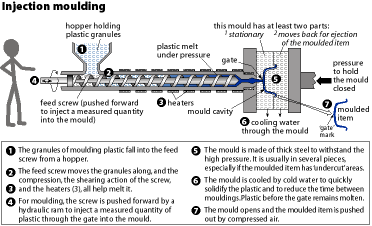 Injection moulding
hopper holding
plastic granules
this mould has at least two parts:
1 stationary
2 moves back for ejection
of the moulded item
plastic melt
under pressure
gate
pressure
to hold
the mould
closed
feed screw (pushed forward
to inject a measured quantity
into the mould)
3 heaters
mould cavity
6 cooling water
through the mould
moulded
item
'gate
mark
1
2
4
5
7
1 The granules of moulding plastic fall into the feed
screw from a hopper.
2 The feed screw moves the granules along, and the
compression, the shearing action of the screw,
3 and the heaters (3), all help melt it.
4 For moulding, the screw is pushed forward by a
hydraulic ram to inject a measured quantity of
plastic through the gate into the mould.
5 The mould is made of thick steel to withstand the
high pressure. It is usually in several pieces,
especially if the moulded item has 'undercut' areas.
6 The mould is cooled by cold water to quickly
solidify the plastic and to reduce the time between
mouldings. Plastic before the gate remains molten.
7 The mould opens and the moulded item is pushed
out by compressed air.